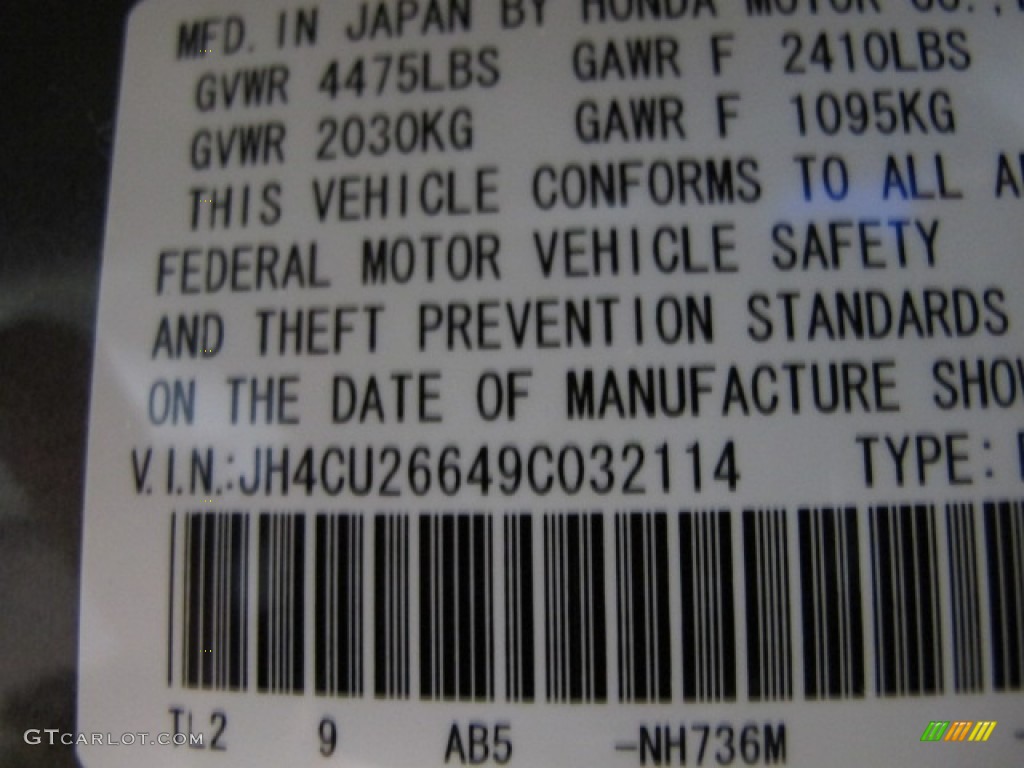 MFD. IN JAPAN BY HONDA MOTOR CO.,
GVWR 4475LBS GAWR F 2410LBS
GVWR 2030KG GAWR F 1095KG
THIS VEHICLE CONFORMS TO ALL
FEDERAL MOTOR VEHICLE SAFETY
AND THEFT PREVENTION STANDARDS
ON THE DATE OF MANUFACTURE SHO
V.I.N.:JH4CU26649C032114 TYPE:
TL2 9 AB5 -NH736M
GTCARLOT.COM